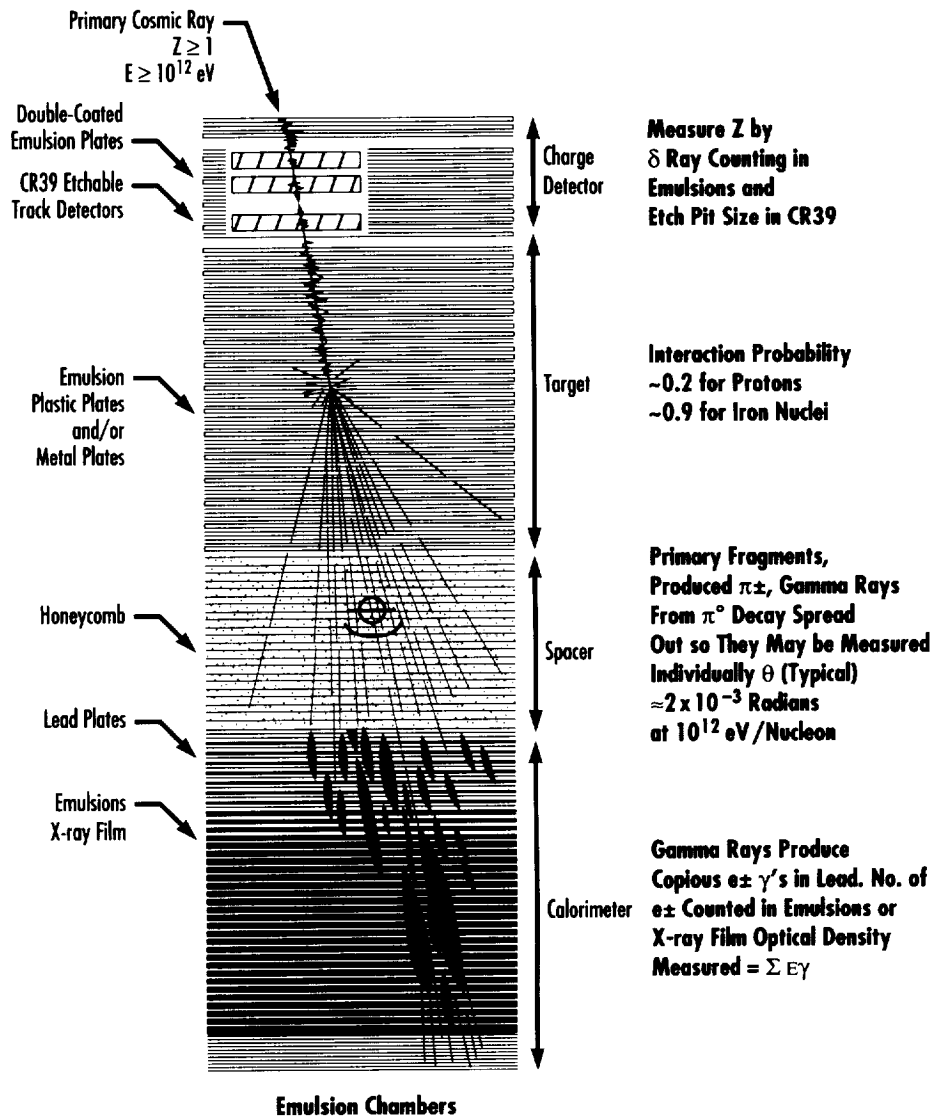 Primary Cosmic Ray
Z ≥ 1
E ≥ 10¹² eV
Double-Coated
Emulsion Plates
CR39 Etchable
Track Detectors
Charge
Detector
Measure Z by
δ Ray Counting in
Emulsions and
Etch Pit Size in CR39
Emulsion
Plastic Plates
and/or
Metal Plates
Target
Interaction Probability
~0.2 for Protons
~0.9 for Iron Nuclei
Honeycomb
Spacer
Primary Fragments,
Produced π±, Gamma Rays
From π° Decay Spread
Out so They May be Measured
Individually θ (Typical)
≈2 x 10⁻³ Radians
at 10¹² eV/Nucleon
Lead Plates
Emulsions
X-ray Film
Calorimeter
Gamma Rays Produce
Copious e± γ's in Lead. No. of
e± Counted in Emulsions or
X-ray Film Optical Density
Measured = Σ Eγ
Emulsion Chambers